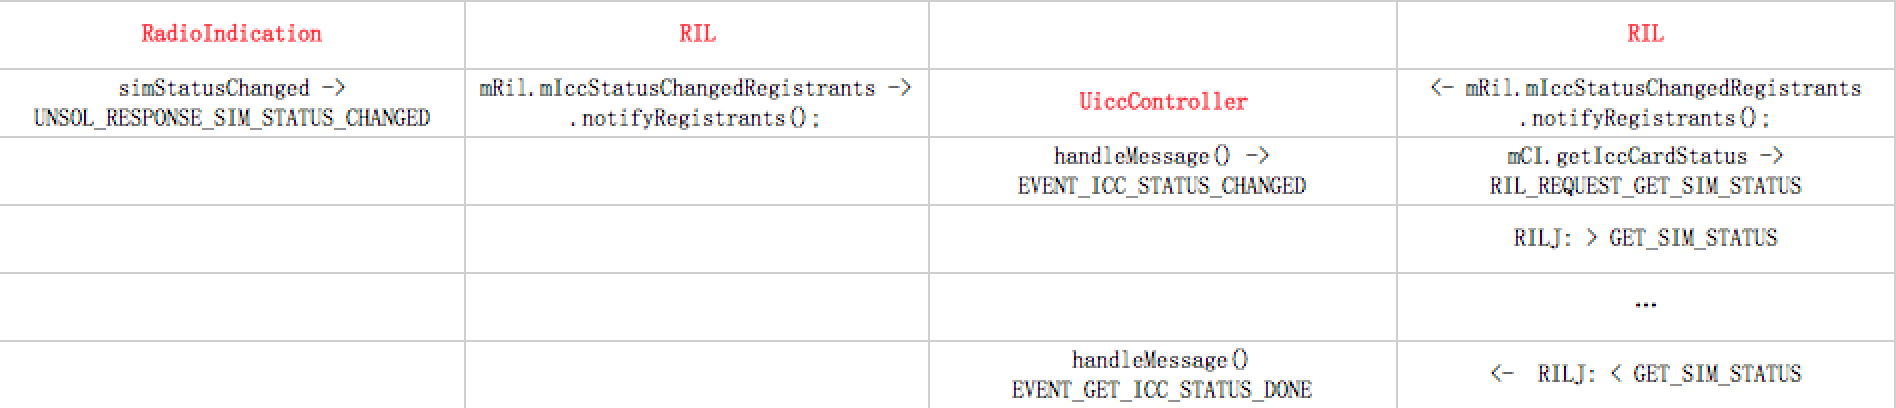 RadioIndication
RIL
RIL
simStatusChanged ->
UNSOL_RESPONSE_SIM_STATUS_CHANGED
mRil.mIccStatusChangedRegistrants ->
.notifyRegistrants();
UiccController
<- mRil.mIccStatusChangedRegistrants
.notifyRegistrants();
handleMessage() ->
EVENT_ICC_STATUS_CHANGED
mCI.getIccCardStatus ->
RIL_REQUEST_GET_SIM_STATUS
RILJ: > GET_SIM_STATUS
...
handleMessage()
EVENT_GET_ICC_STATUS_DONE
<- RILJ: < GET_SIM_STATUS